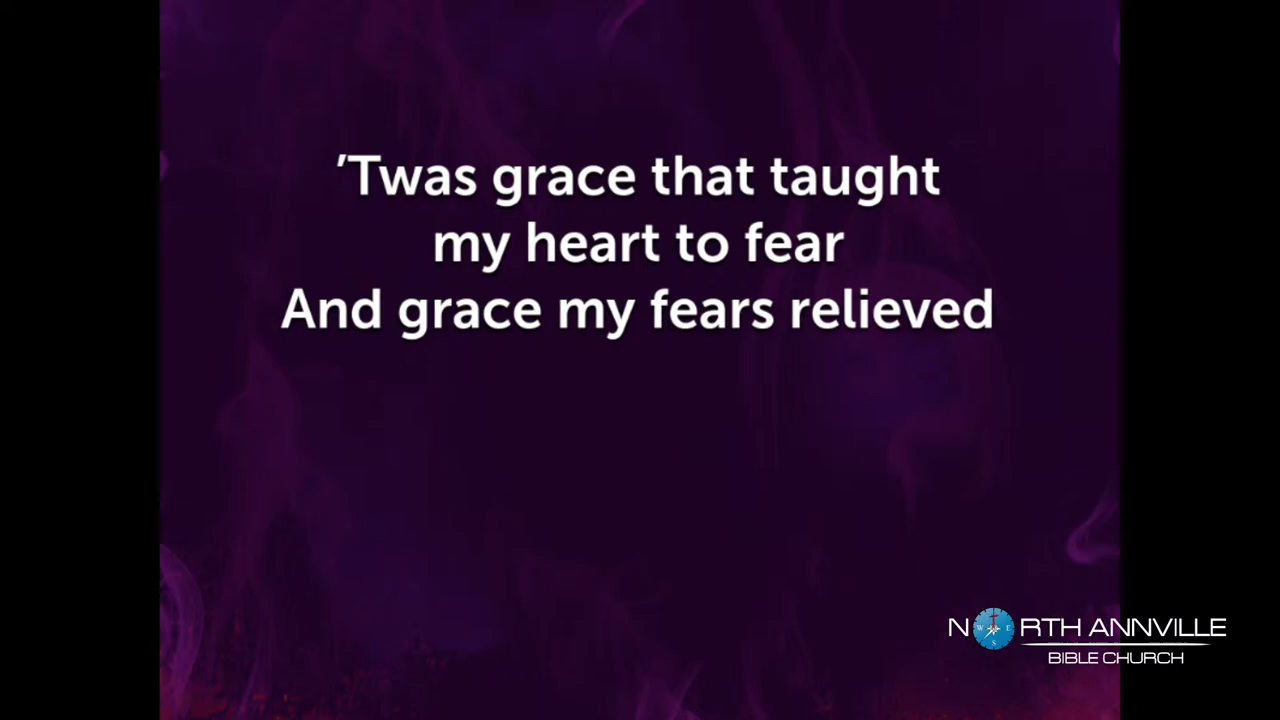 ’Twas grace that taught
my heart to fear
And grace my fears relieved
NORTH ANNVILLE
BIBLE CHURCH